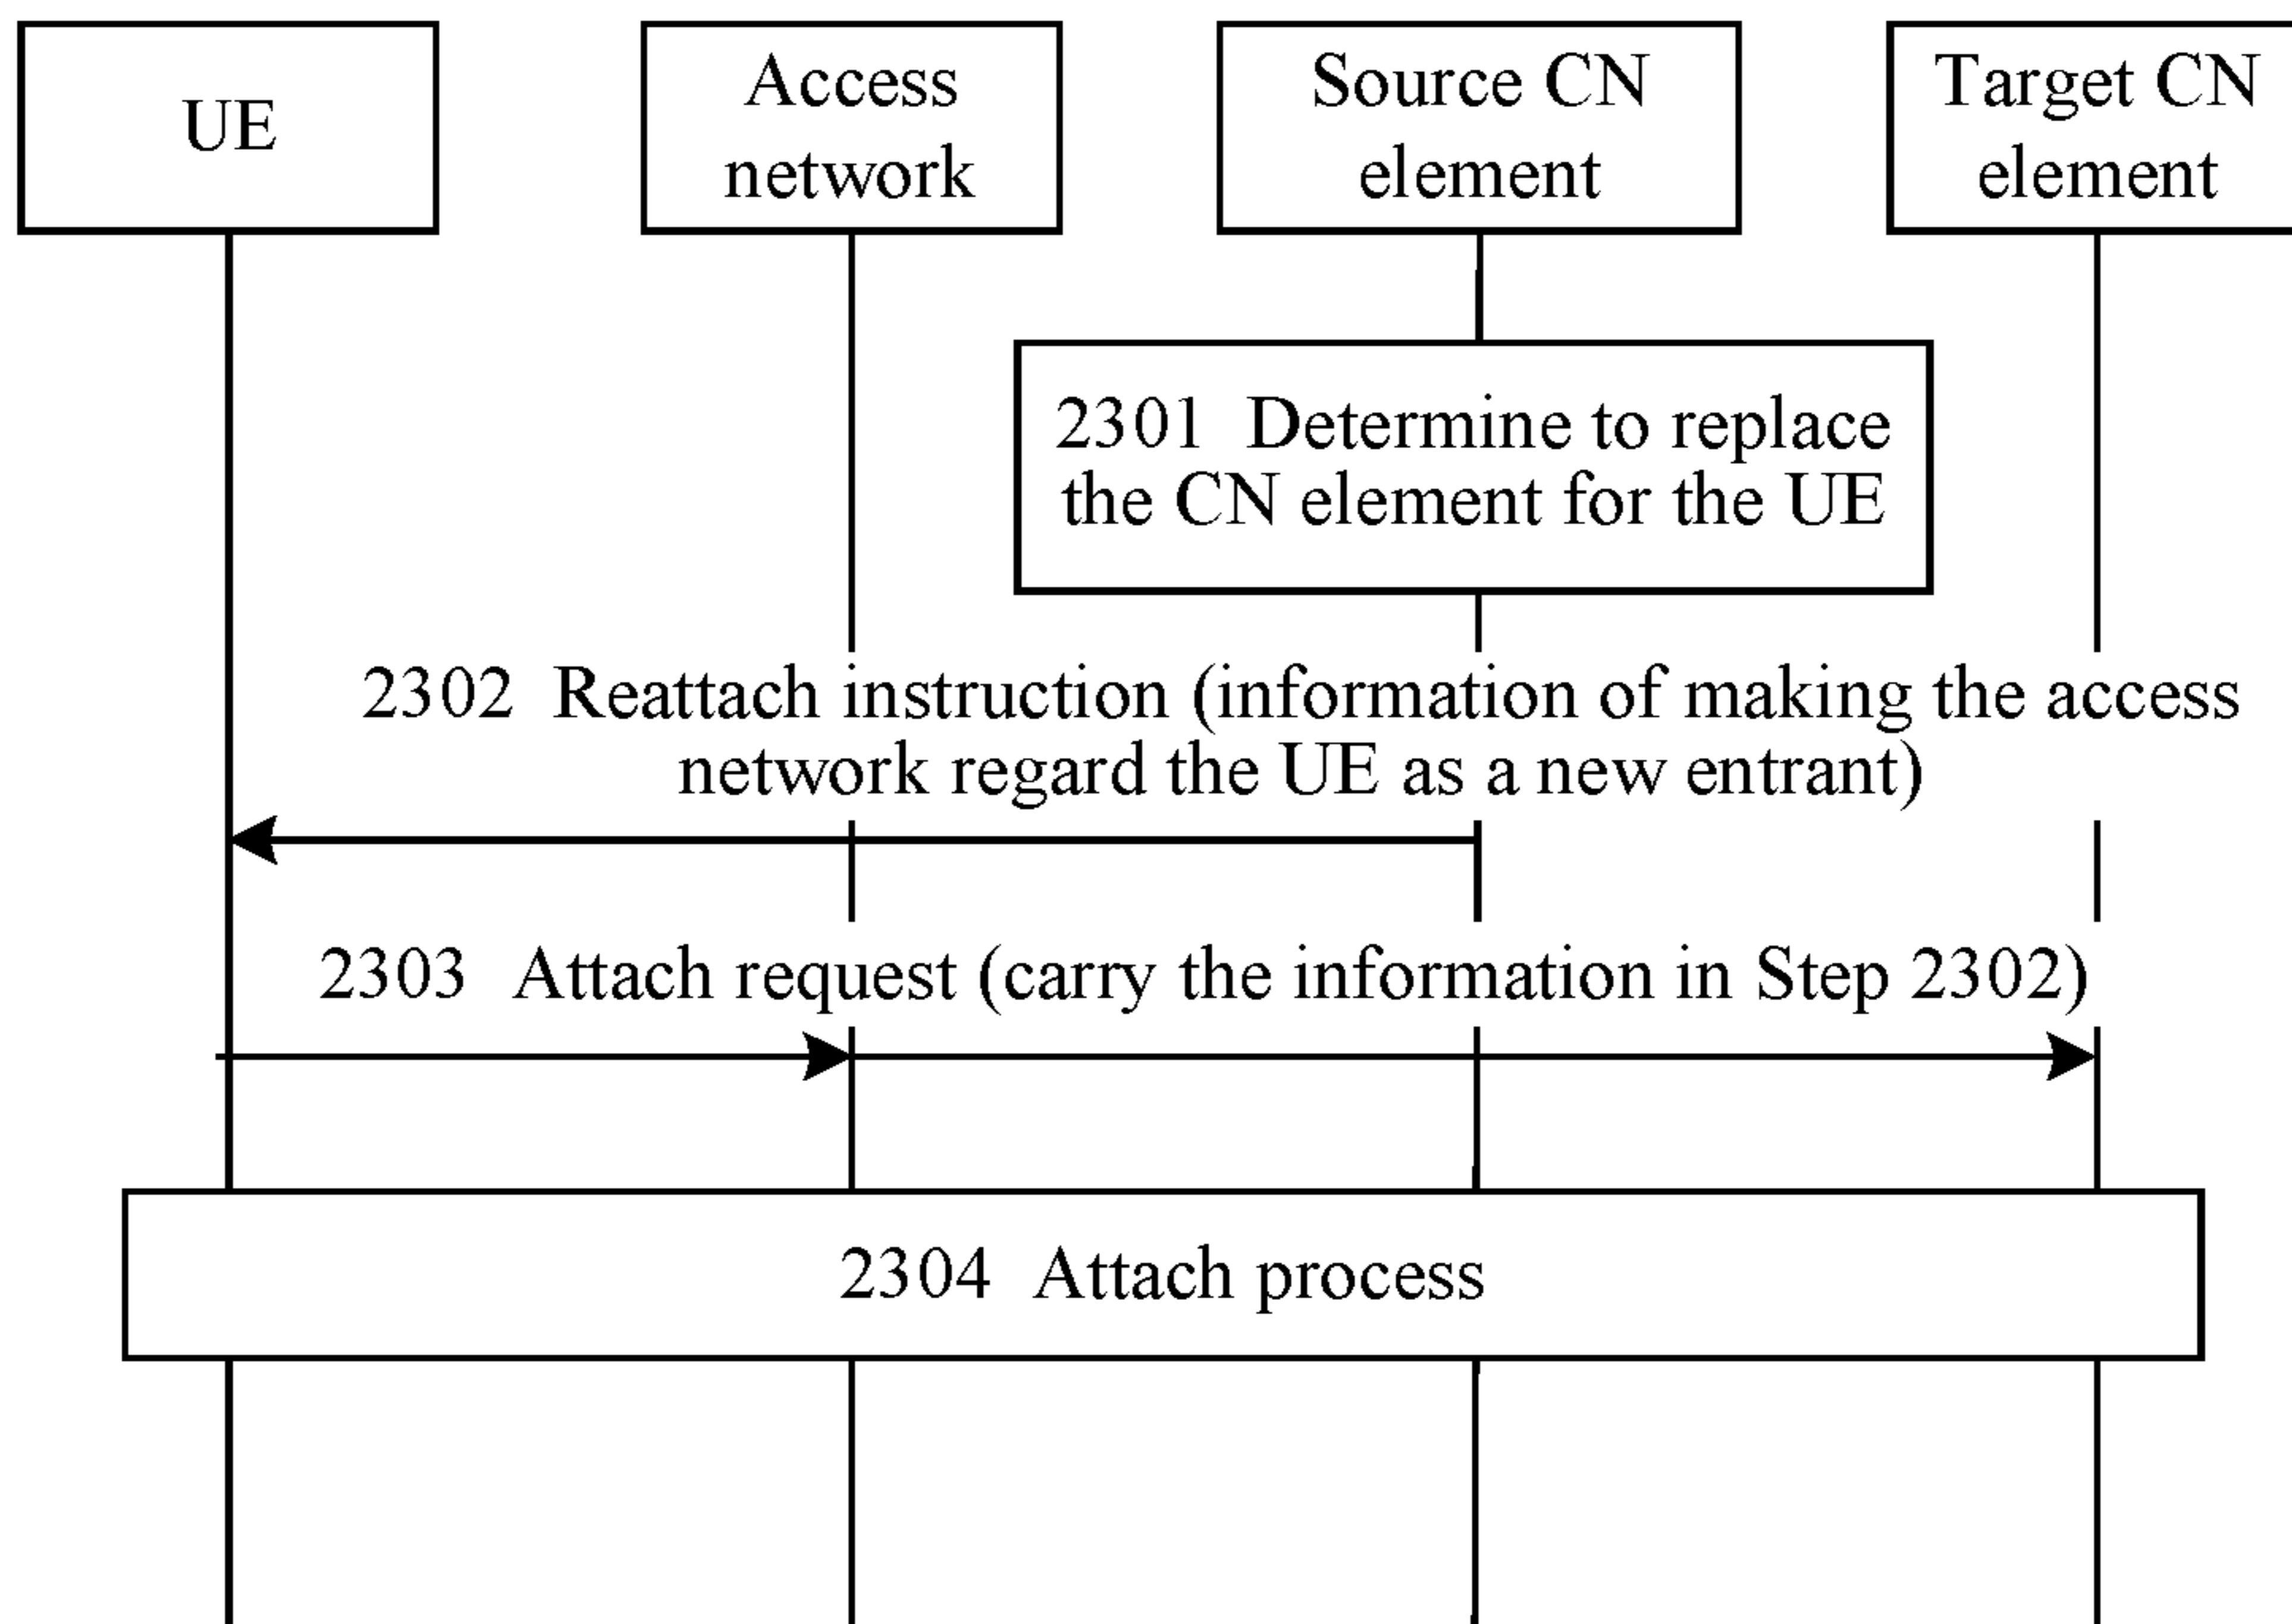 UE
Access
network
Source CN
element
Target CN
element
2301 Determine to replace
the CN element for the UE
2302 Reattach instruction (information of making the access
network regard the UE as a new entrant)
2303 Attach request (carry the information in Step 2302)
2304 Attach process